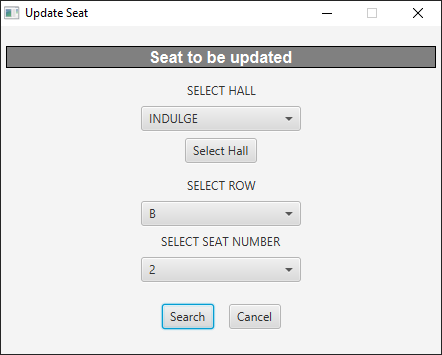 Update Seat
Seat to be updated
SELECT HALL
INDULGE
Select Hall
SELECT ROW
B
SELECT SEAT NUMBER
2
Search Cancel